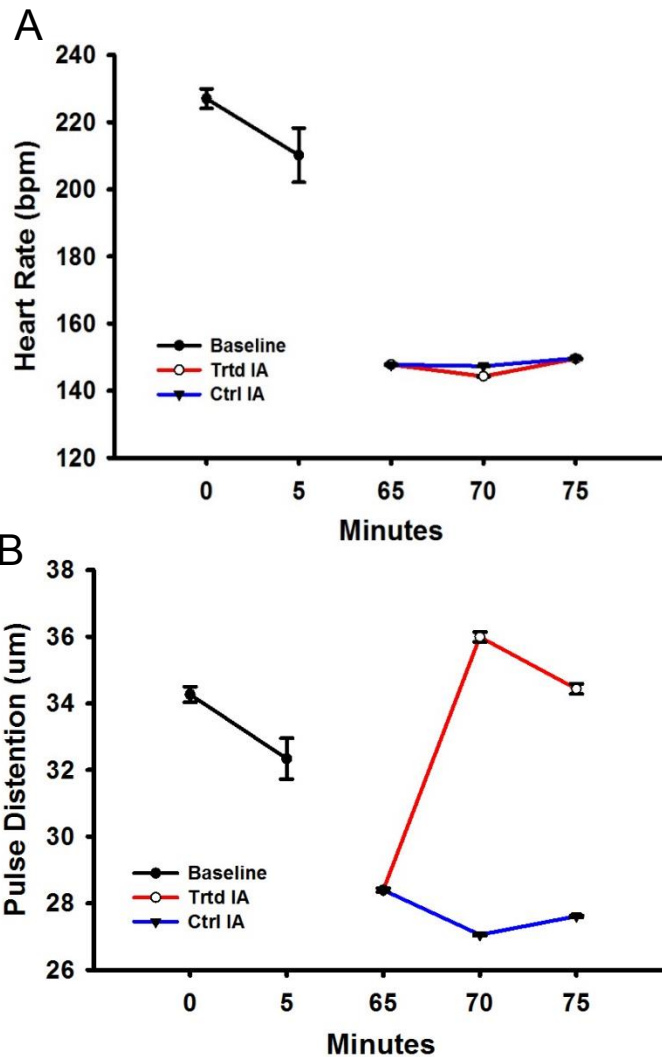 A
Heart Rate (bpm)
240
220
200
180
160
140
120
Baseline
Trtd IA
Ctrl IA
0 5 65 70 75
Minutes
B
Pulse Distention (um)
38
36
34
32
30
28
26
Baseline
Trtd IA
Ctrl IA
0 5 65 70 75
Minutes